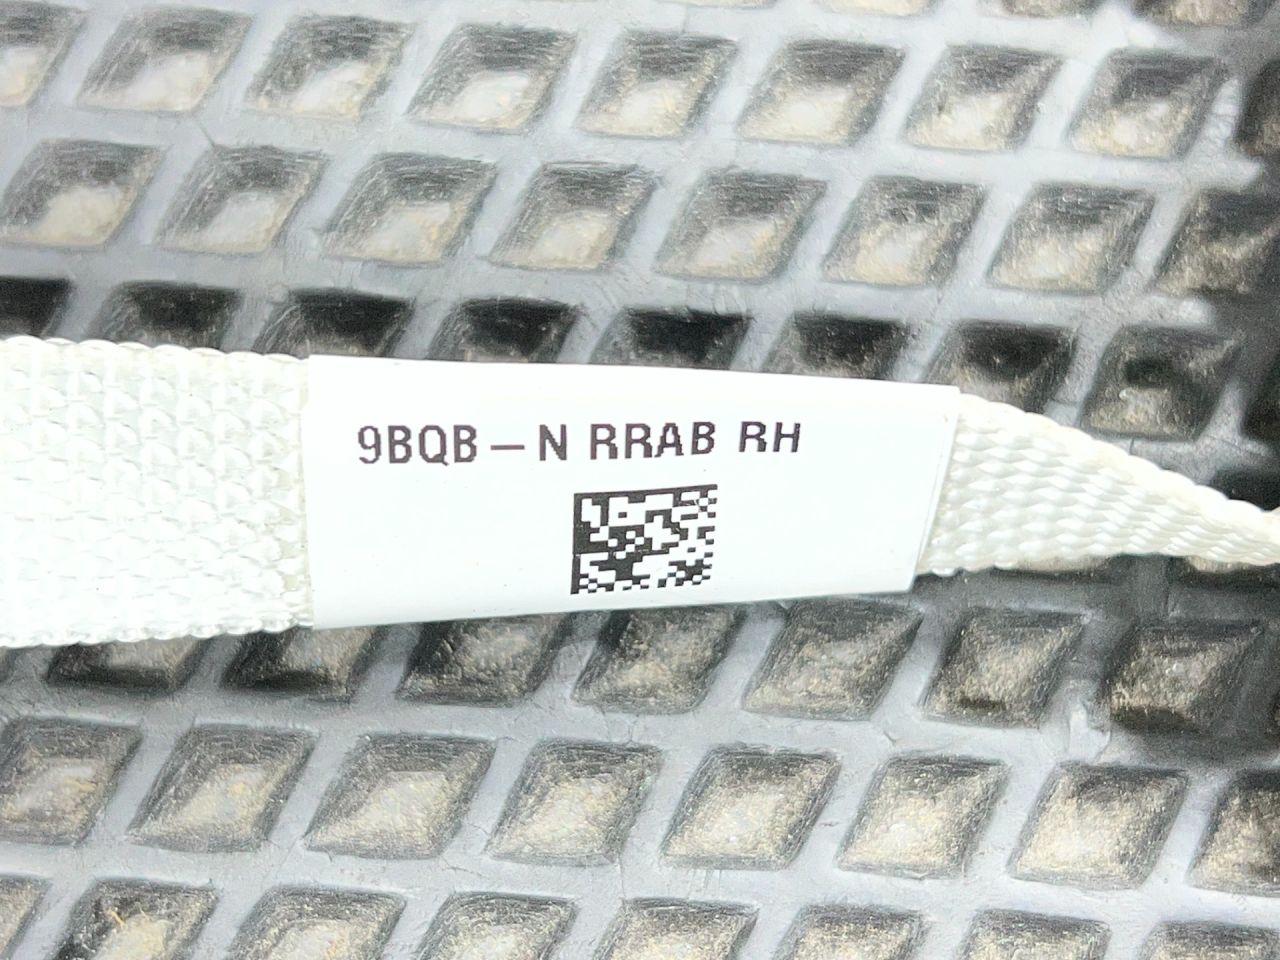 9BQB – N RRAB RH